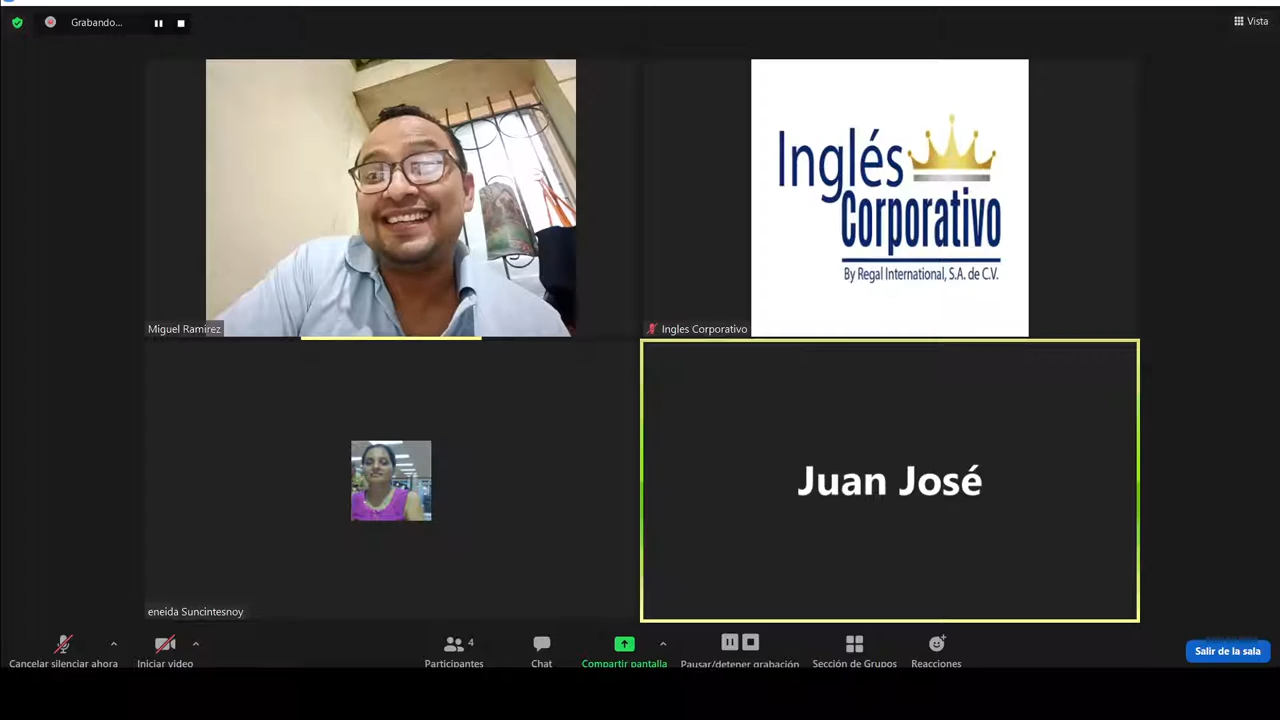 Grabando...
Vista
Inglés
Corporativo
By Regal International, S.A. de C.V.
Miguel Ramirez
Ingles Corporativo
Juan José
eneida Suncintesnoy
4
Cancelar silenciar ahora
Iniciar video
Participantes
Chat
Compartir pantalla
Pausar/detener grabación
Sección de Grupos
Reacciones
Salir de la sala